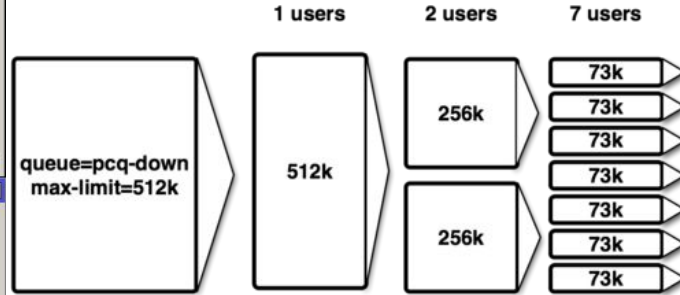 1 users
2 users
7 users
queue=pcq-down
max-limit=512k
512k
256k
256k
73k
73k
73k
73k
73k
73k
73k